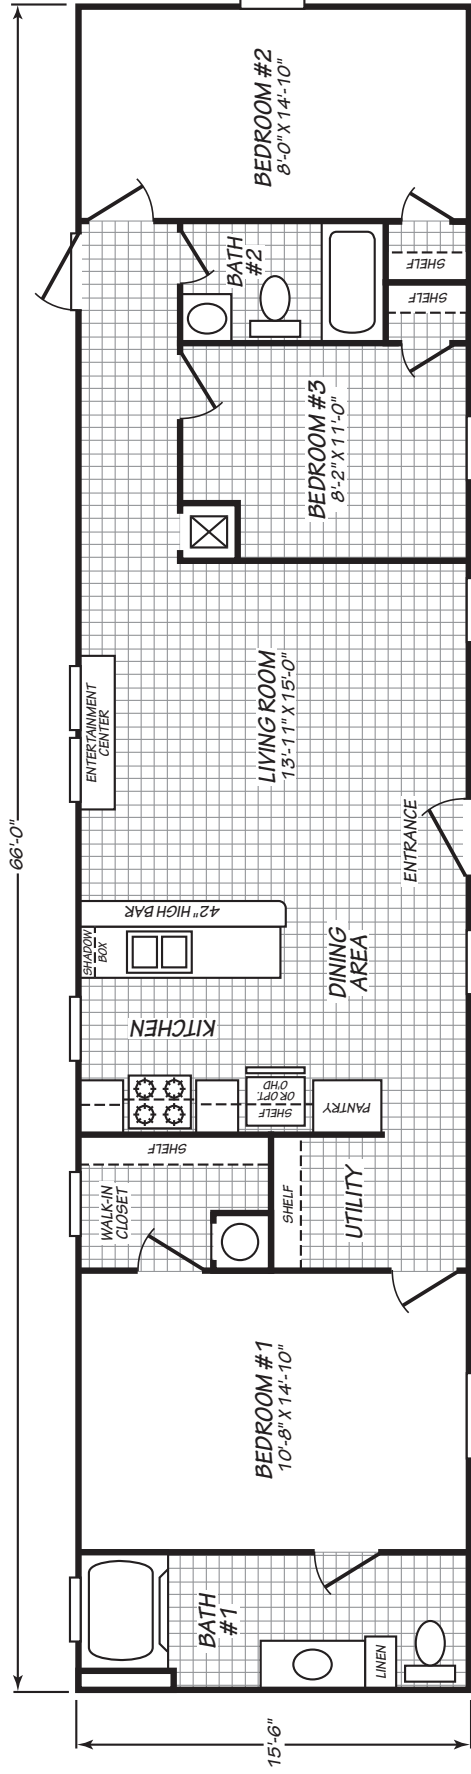 66'-0"
15'-6"
BEDROOM #2
8'-0" X 14'-10"
BATH
#2
SHELF
SHELF
BEDROOM #3
8'-2" X 11'-0"
LIVING ROOM
13'-11" X 15'-0"
ENTERTAINMENT
CENTER
ENTRANCE
42" HIGH BAR
SHADOW
BOX
DINING
AREA
KITCHEN
SHELF
OR OPT.
O'HD
PANTRY
SHELF
WALK-IN
CLOSET
SHELF
UTILITY
BEDROOM #1
10'-8" X 14'-10"
BATH
#1
LINEN